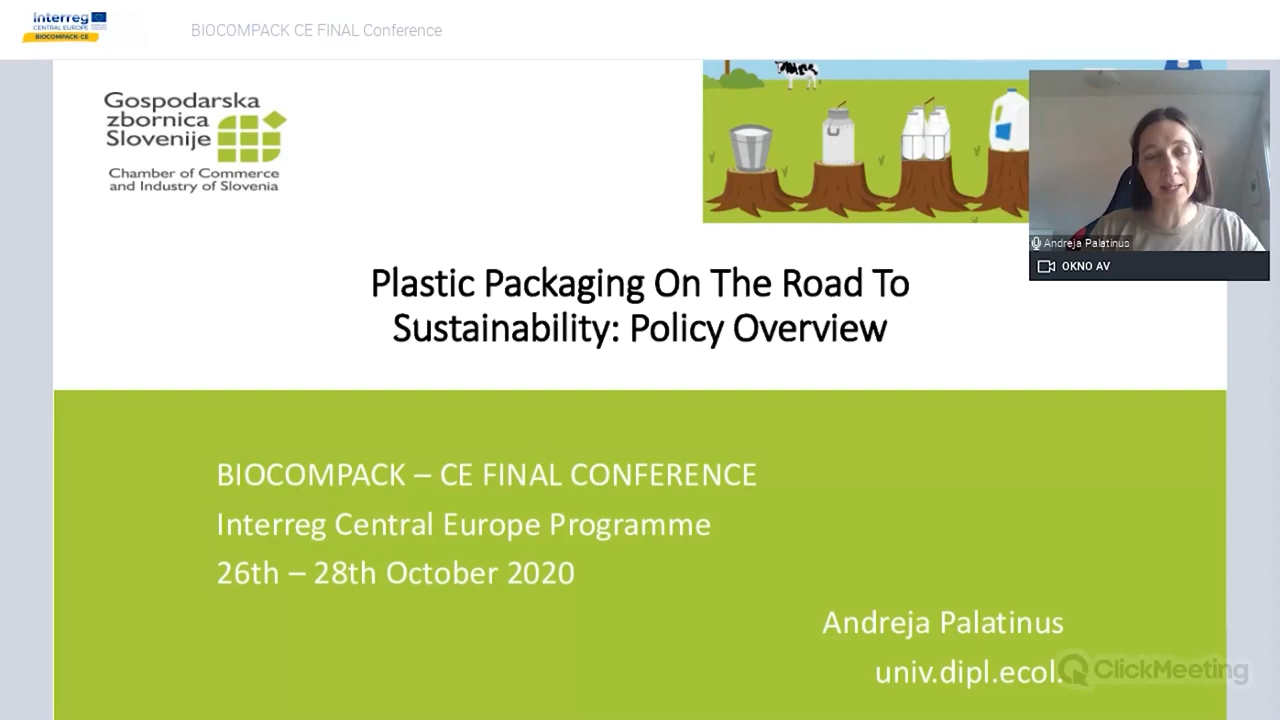 Interreg
CENTRAL EUROPE
BIOCOMPACK-CE
BIOCOMPACK CE FINAL Conference
Gospodarska
zbornica
Slovenije
Chamber of Commerce
and Industry of Slovenia
Andreja Palatinus
OKNO AV
Plastic Packaging On The Road To
Sustainability: Policy Overview
BIOCOMPACK – CE FINAL CONFERENCE
Interreg Central Europe Programme
26th – 28th October 2020
Andreja Palatinus
univ.dipl.ecol.
ClickMeeting